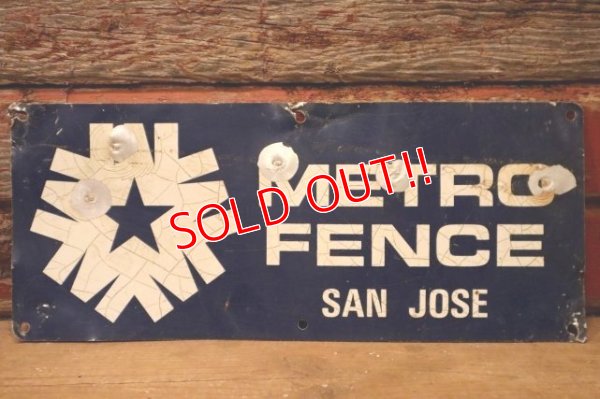 METRO
SOLD OUT!!
FENCE
SAN JOSE